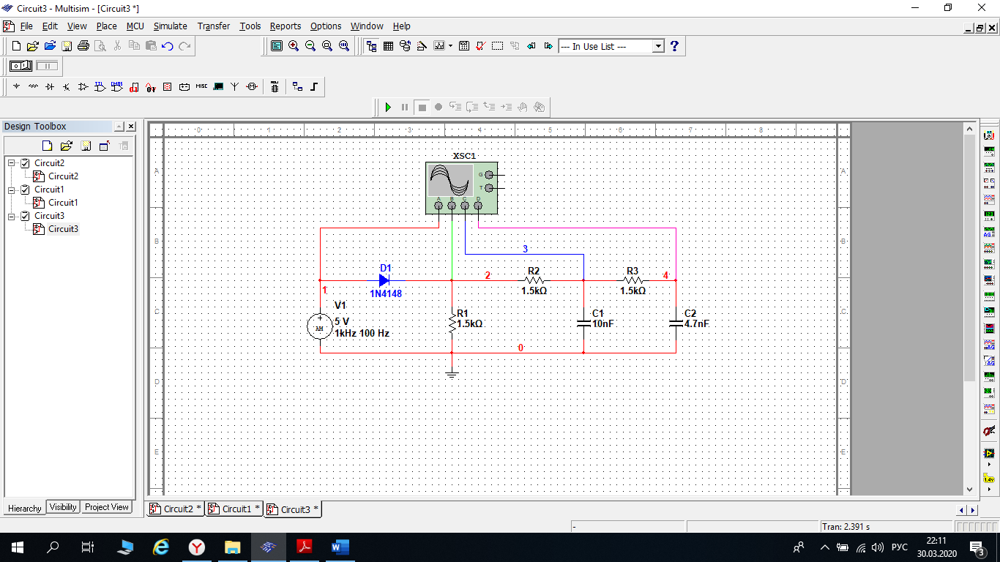 Circuit3 - Multisim - [Circuit3 *]
File Edit View Place MCU Simulate Transfer Tools Reports Options Window Help
--- In Use List --- ?
MISC
Design Toolbox
Circuit2
Circuit2
Circuit1
Circuit1
Circuit3
Circuit3
0 1 2 3 4 5 6 7 8
A A
B B
C C
D D
E E
XSC1
G
T
A B C D
3
D1
1N4148
1
2
R2
1.5kΩ
R3
1.5kΩ
4
V1
5 V
1kHz 100 Hz
AM
R1
1.5kΩ
C1
10nF
C2
4.7nF
0
Hierarchy Visibility Project View
Circuit2 * Circuit1 * Circuit3 *
- Tran: 2.391 s
РУС
22:11
30.03.2020
3